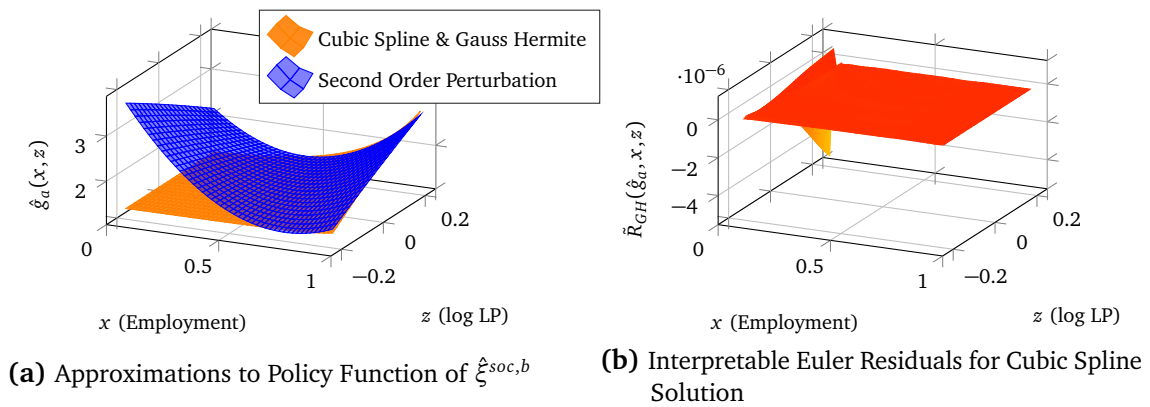 Cubic Spline & Gauss Hermite
Second Order Perturbation
3
2
ĝₐ(x, z)
0
0.5
1
−0.2
0
0.2
x (Employment)
z (log LP)
(a) Approximations to Policy Function of ξ̂^{soc,b}
·10⁻⁶
0
−2
−4
R̃_{GH}(ĝₐ, x, z)
0
0.5
1
−0.2
0
0.2
x (Employment)
z (log LP)
(b) Interpretable Euler Residuals for Cubic Spline
Solution